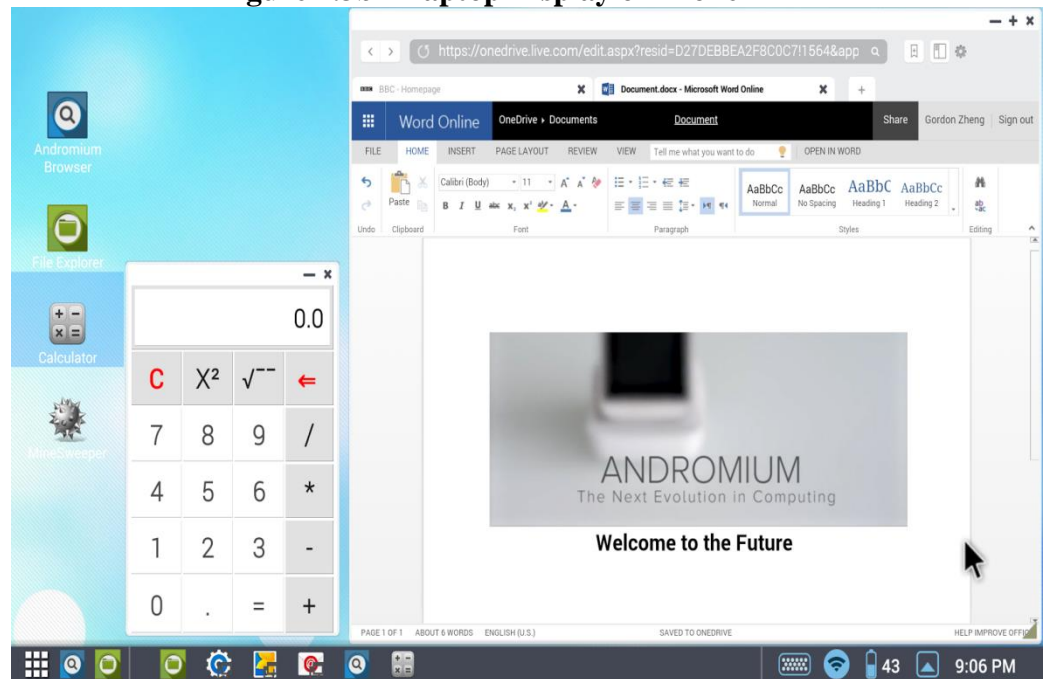 — + x
https://onedrive.live.com/edit.aspx?resid=D27DEBBEA2F8C0C7!1564&app
BBC - Homepage
Document.docx - Microsoft Word Online
Word Online OneDrive ▸ Documents Document Share Gordon Zheng Sign out
FILE HOME INSERT PAGE LAYOUT REVIEW VIEW Tell me what you want to do OPEN IN WORD
Calibri (Body) 11
Paste
B I U abc x, x² A
AaBbCc AaBbCc AaBbC AaBbCc
Normal No Spacing Heading 1 Heading 2
Undo Clipboard Font Paragraph Styles Editing
Andromium
Browser
File Explorer
Calculator
MineSweeper
— x
0.0
C X² √‾‾ ⇐
7 8 9 /
4 5 6 *
1 2 3 -
0 . = +
ANDROMIUM
The Next Evolution in Computing
Welcome to the Future
PAGE 1 OF 1 ABOUT 6 WORDS ENGLISH (U.S.) SAVED TO ONEDRIVE HELP IMPROVE OFFIC
43 9:06 PM